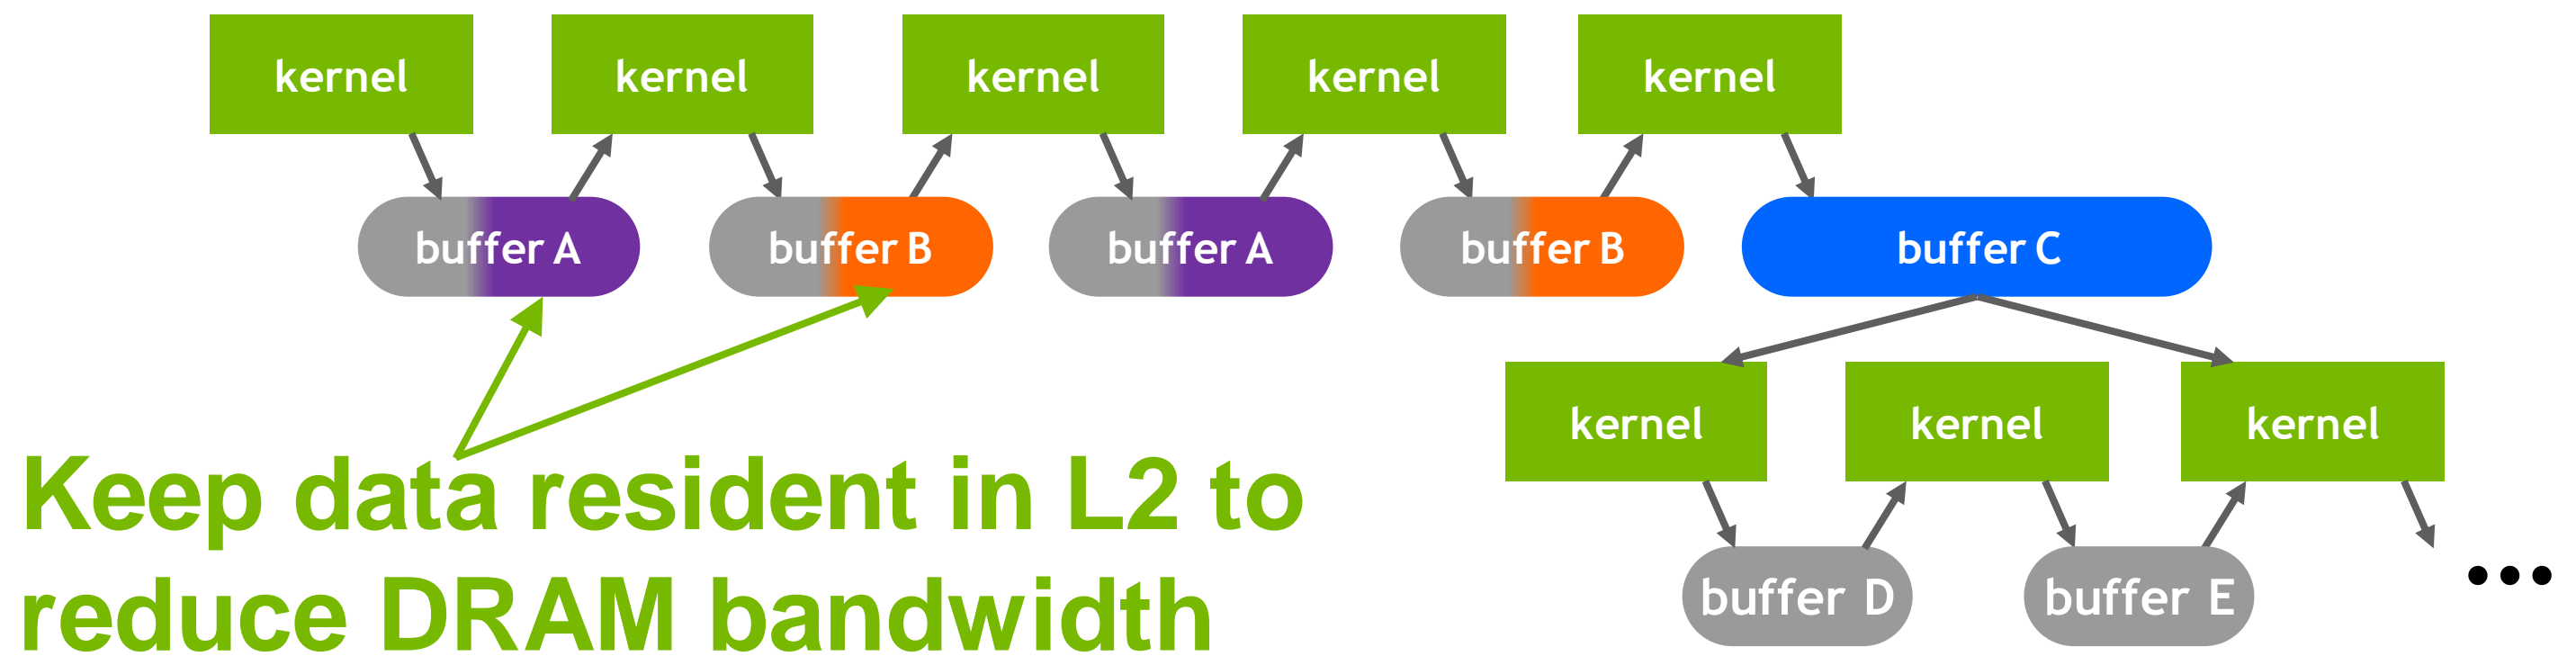 kernel
kernel
kernel
kernel
kernel
buffer A
buffer B
buffer A
buffer B
buffer C
kernel
kernel
kernel
Keep data resident in L2 to
reduce DRAM bandwidth
buffer D
buffer E
•••